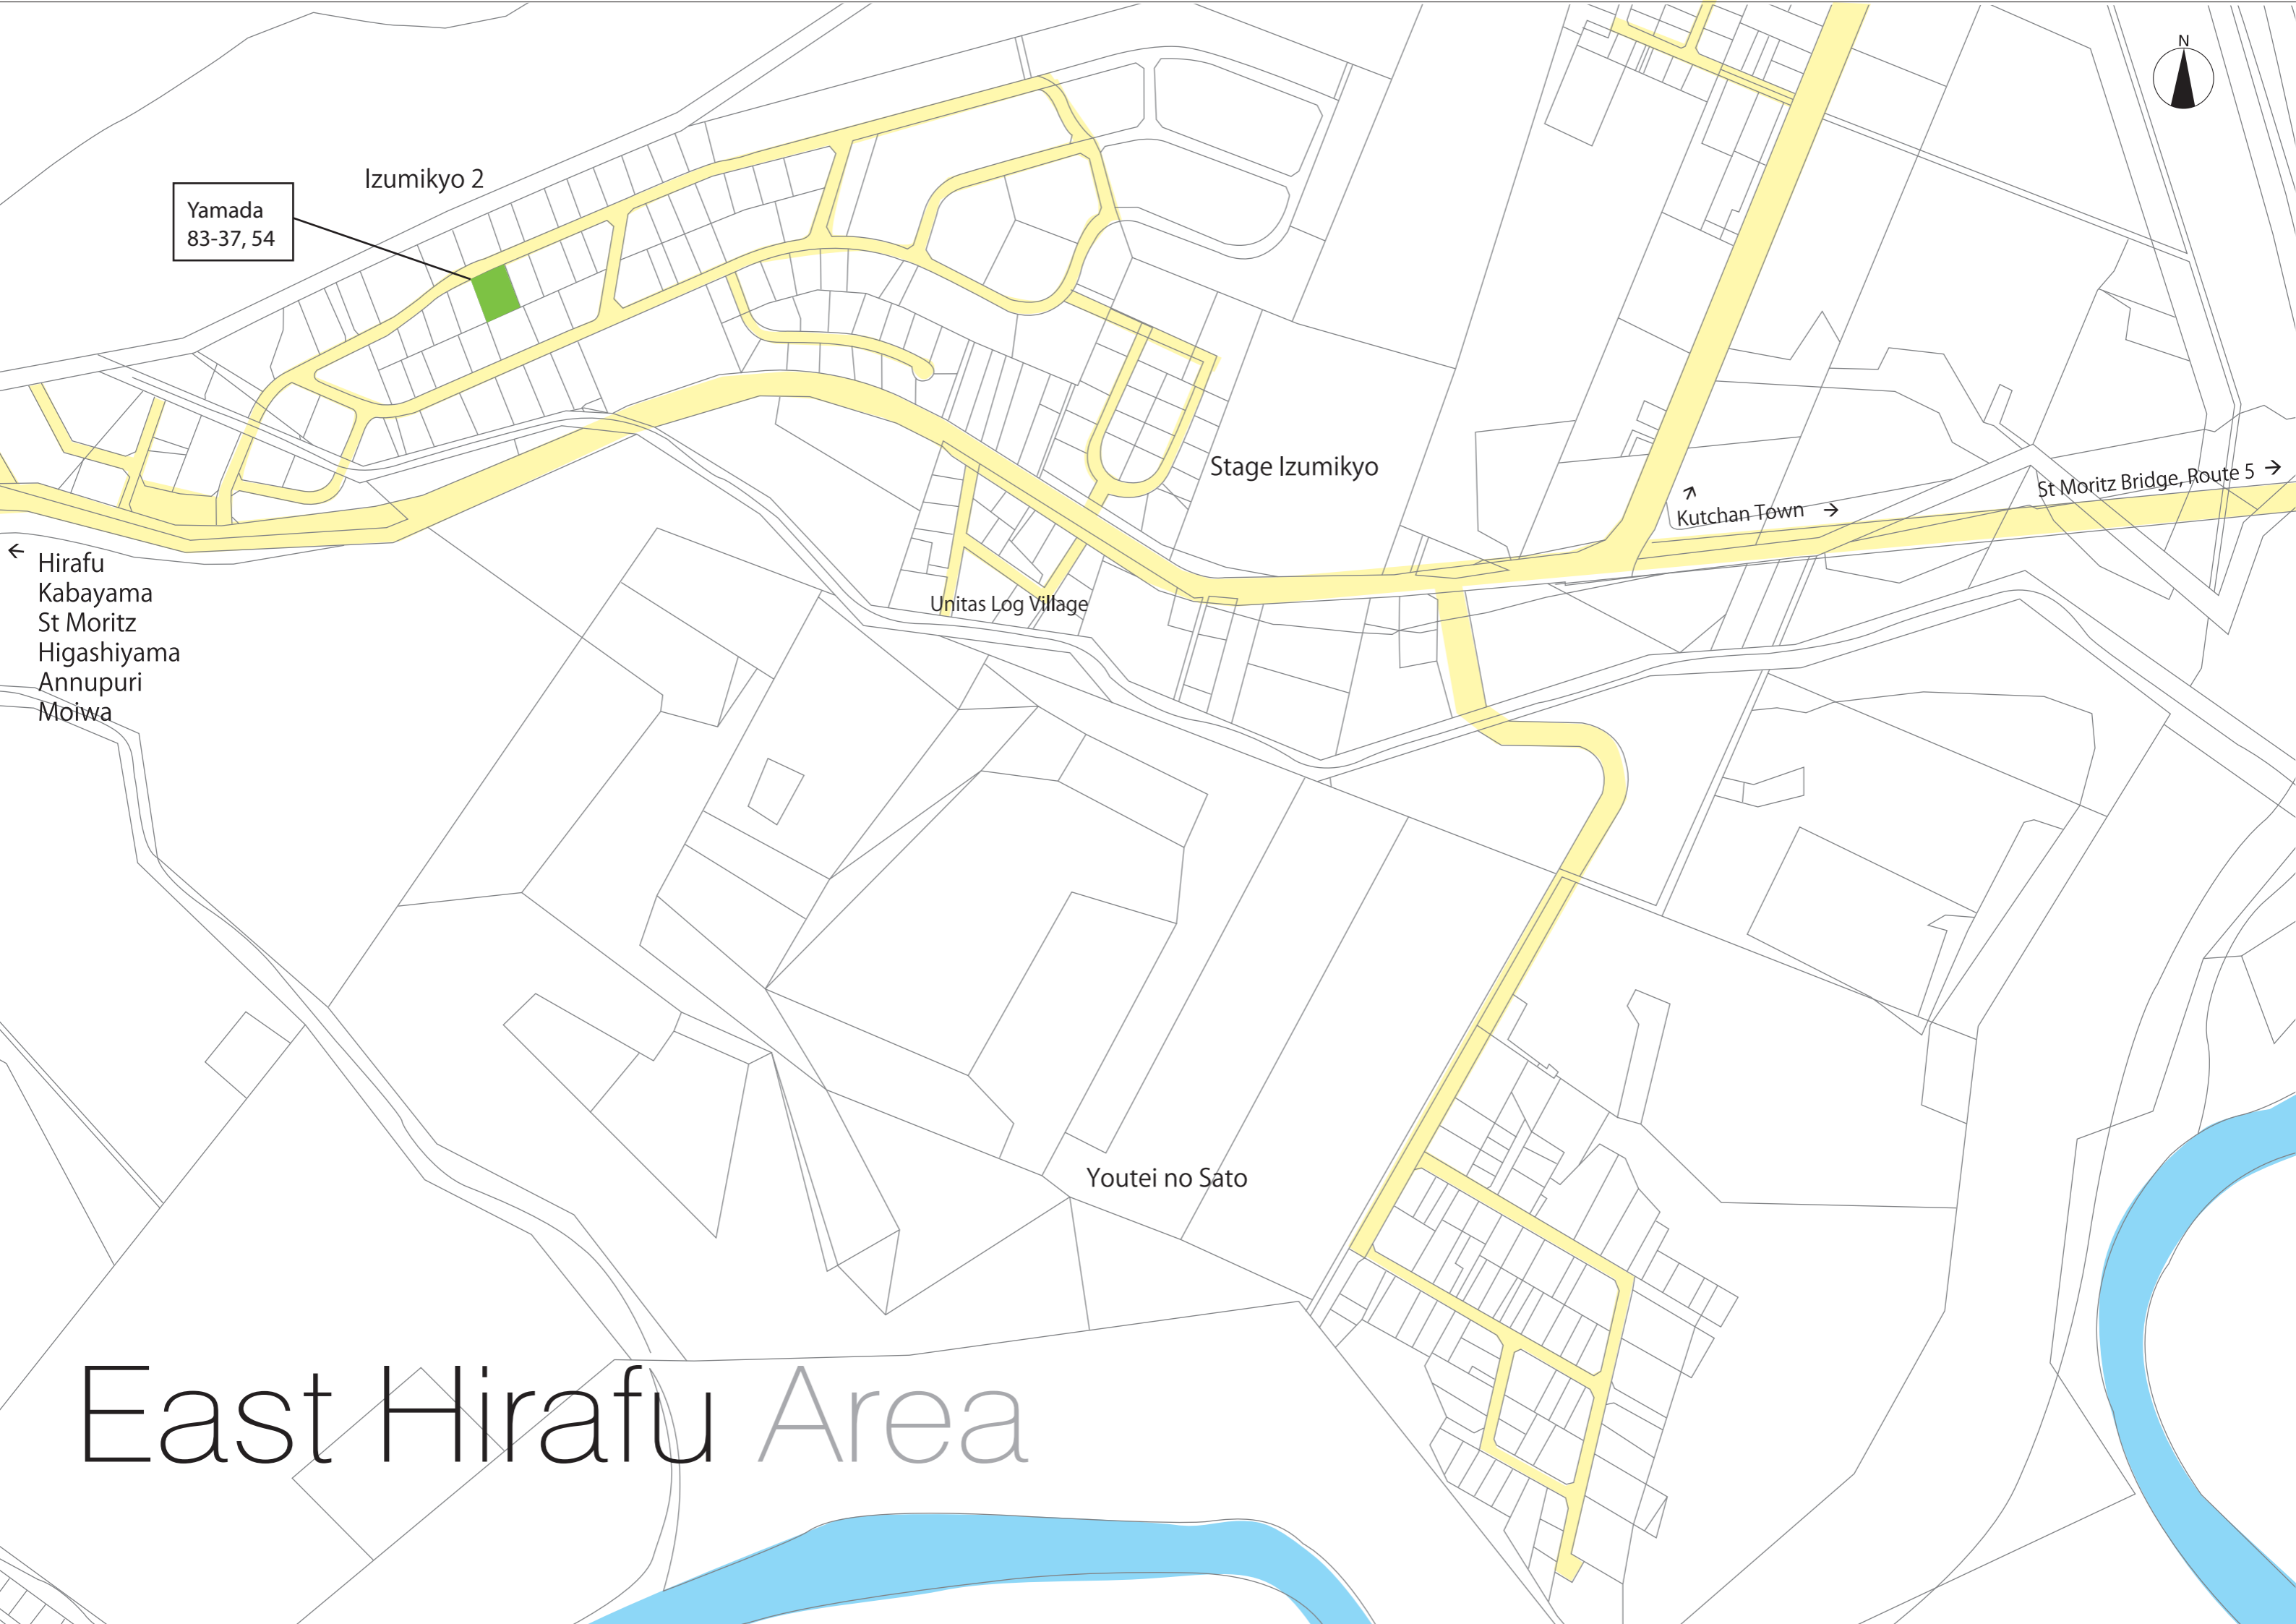 N
Izumikyo 2
Yamada
83-37, 54
Stage Izumikyo
St Moritz Bridge, Route 5 →
↗
Kutchan Town →
←
Hirafu
Kabayama
St Moritz
Higashiyama
Annupuri
Moiwa
Unitas Log Village
Youtei no Sato
East Hirafu Area